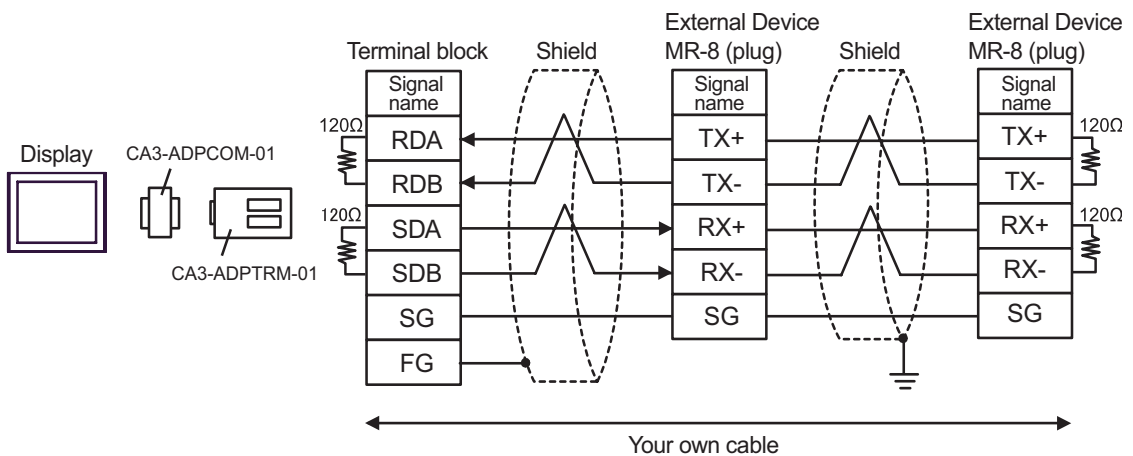 External Device
External Device
Terminal block
Shield
MR-8 (plug)
Shield
MR-8 (plug)
Signal
name
Signal
name
Signal
name
120Ω
RDA
TX+
TX+
120Ω
Display
CA3-ADPCOM-01
RDB
TX-
TX-
120Ω
SDA
RX+
RX+
120Ω
CA3-ADPTRM-01
SDB
RX-
RX-
SG
SG
SG
FG
Your own cable